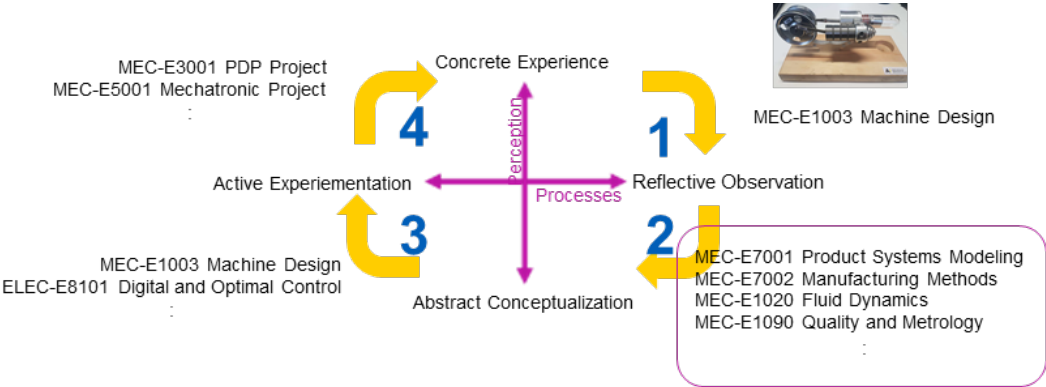 Concrete Experience
MEC-E3001 PDP Project
MEC-E5001 Mechatronic Project
:
4
Perception
1
MEC-E1003 Machine Design
Active Experiementation
Processes
Reflective Observation
3
2
MEC-E1003 Machine Design
ELEC-E8101 Digital and Optimal Control
:
Abstract Conceptualization
MEC-E7001 Product Systems Modeling
MEC-E7002 Manufacturing Methods
MEC-E1020 Fluid Dynamics
MEC-E1090 Quality and Metrology
: